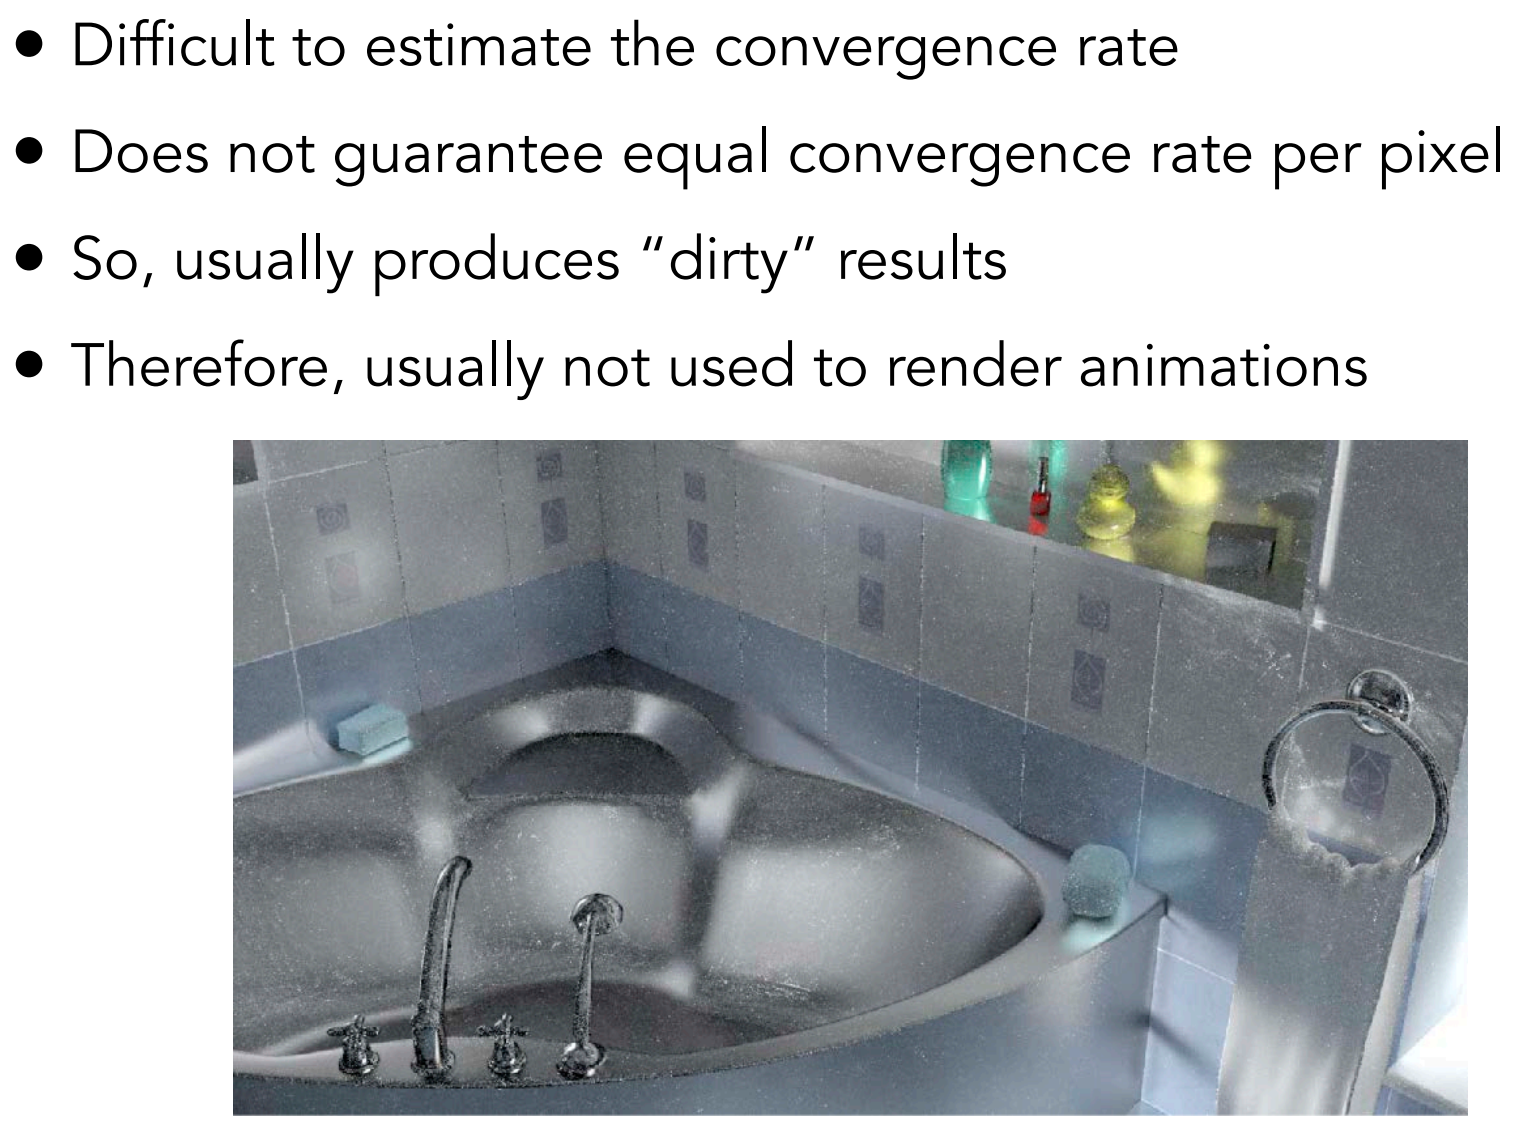 • Difficult to estimate the convergence rate
• Does not guarantee equal convergence rate per pixel
• So, usually produces “dirty” results
• Therefore, usually not used to render animations